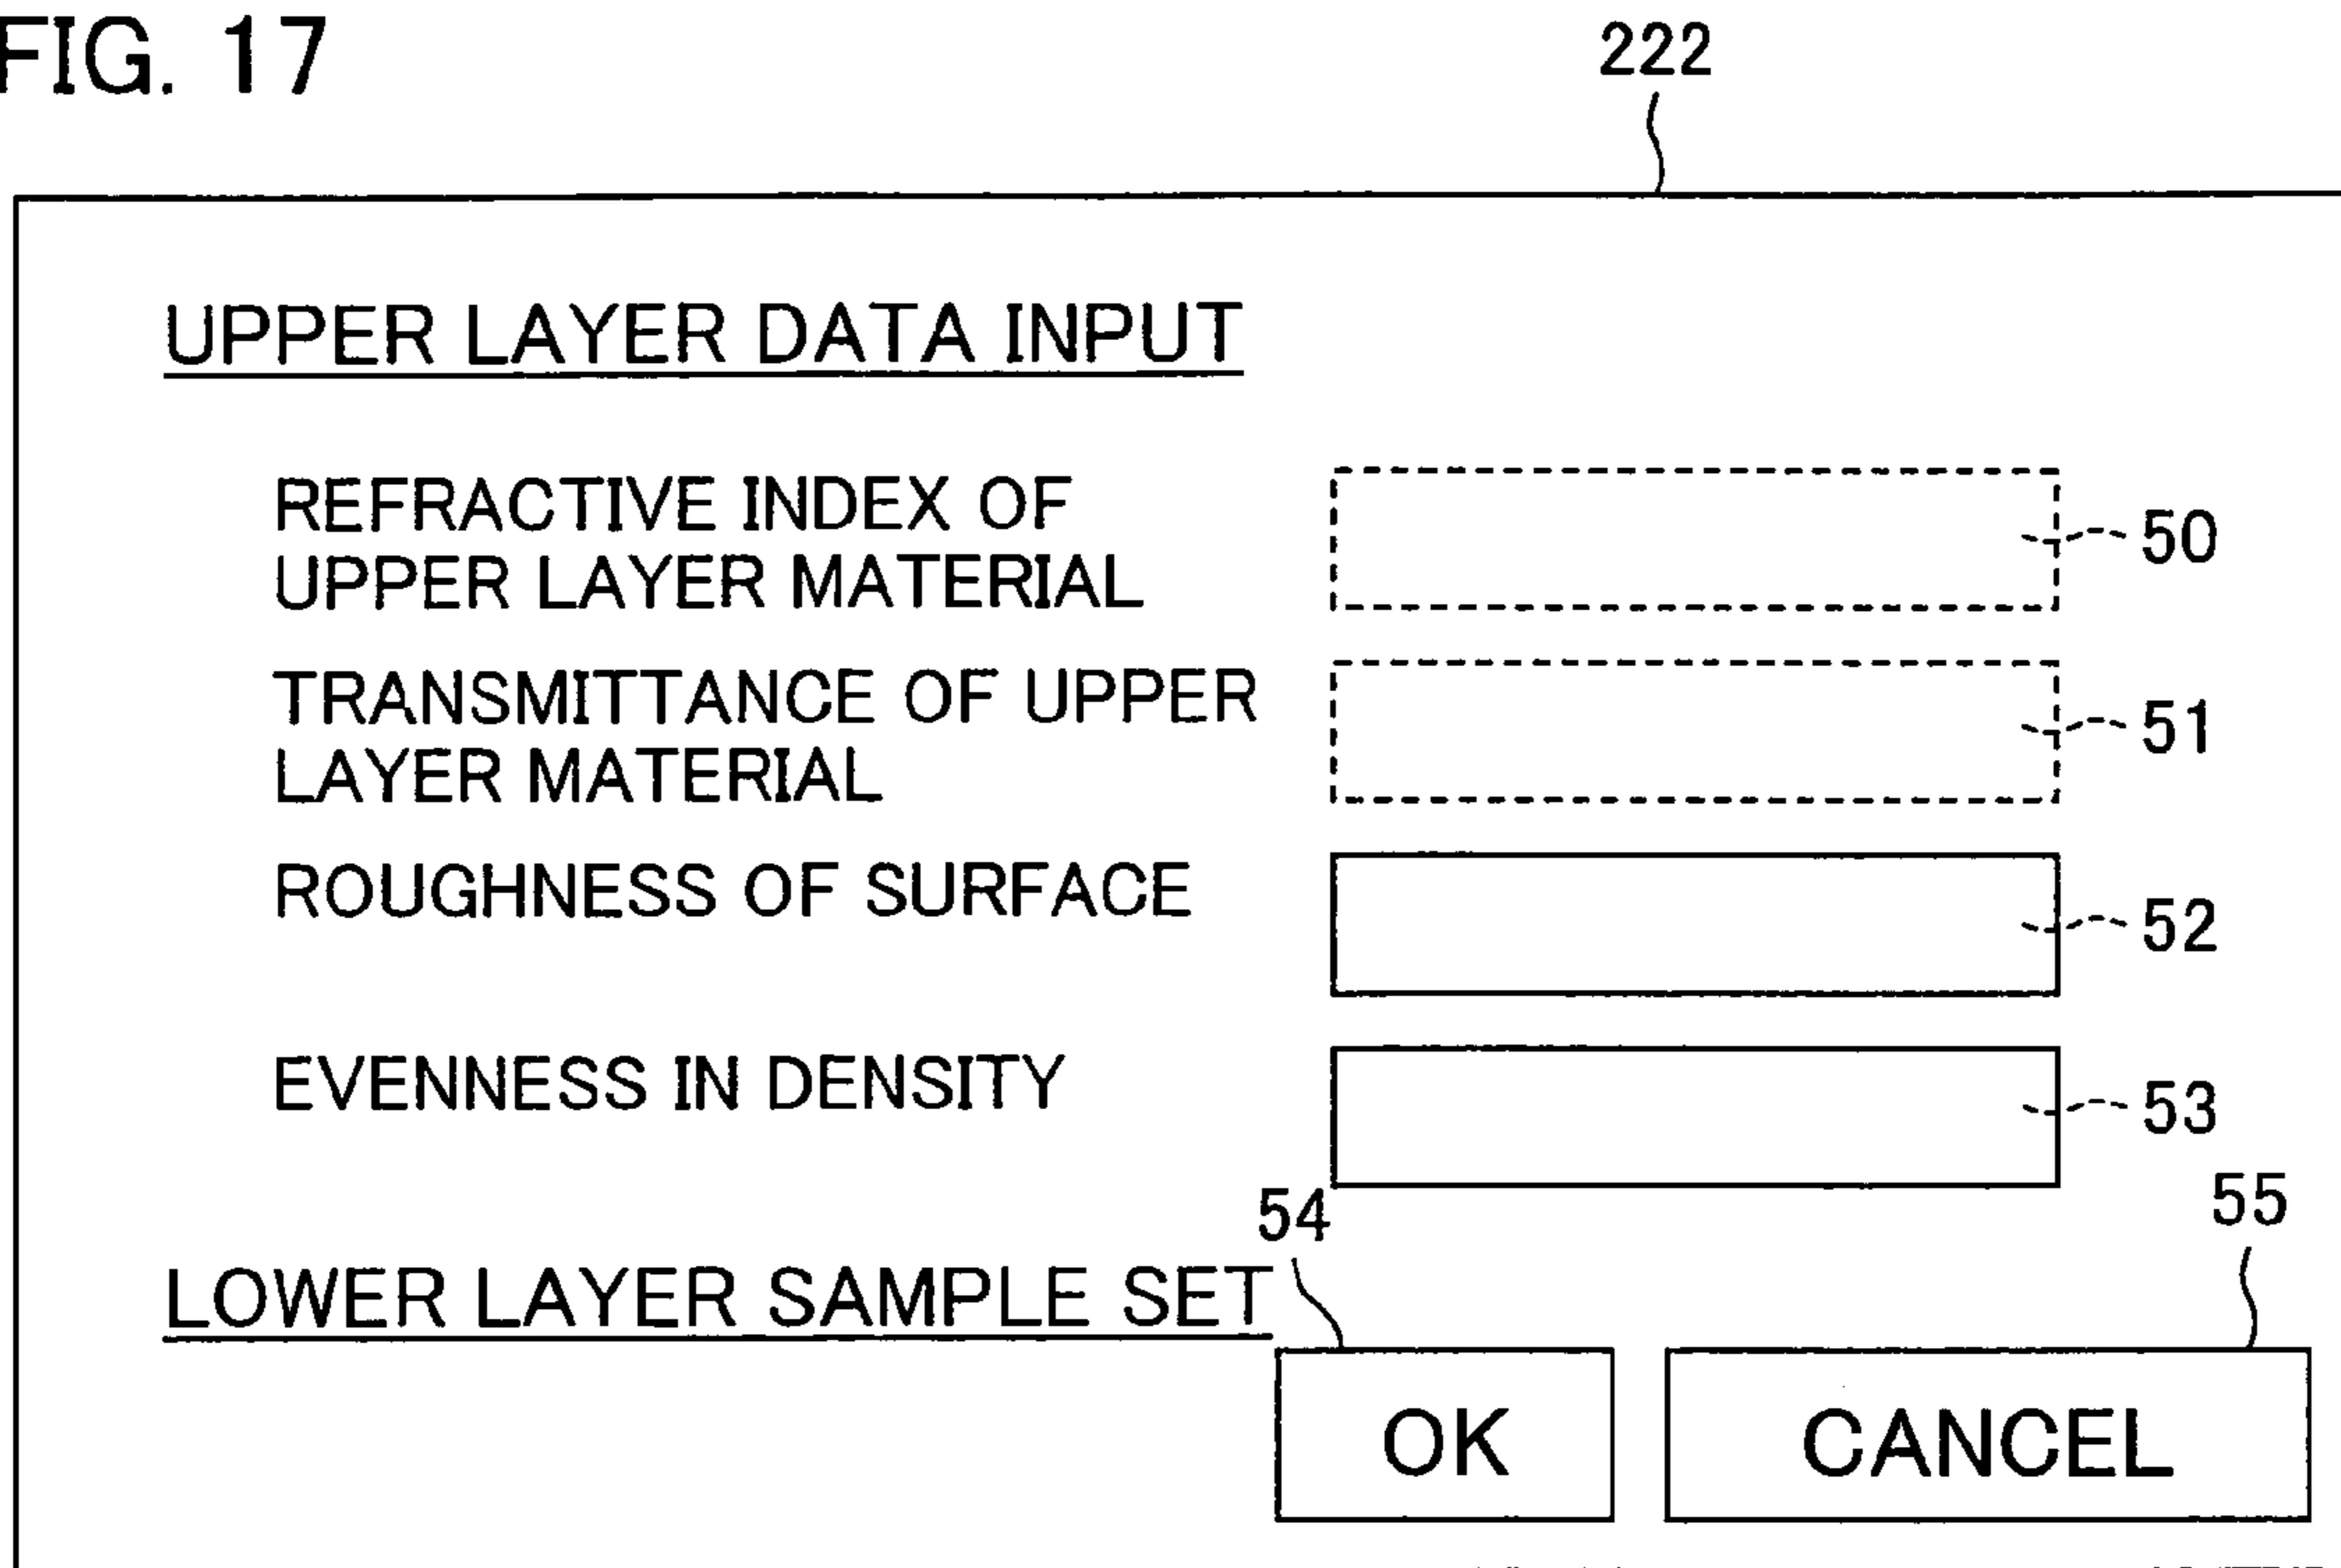 FIG. 17
222
UPPER LAYER DATA INPUT
REFRACTIVE INDEX OF
UPPER LAYER MATERIAL
50
TRANSMITTANCE OF UPPER
LAYER MATERIAL
51
ROUGHNESS OF SURFACE
52
EVENNESS IN DENSITY
53
54
55
LOWER LAYER SAMPLE SET
OK
CANCEL